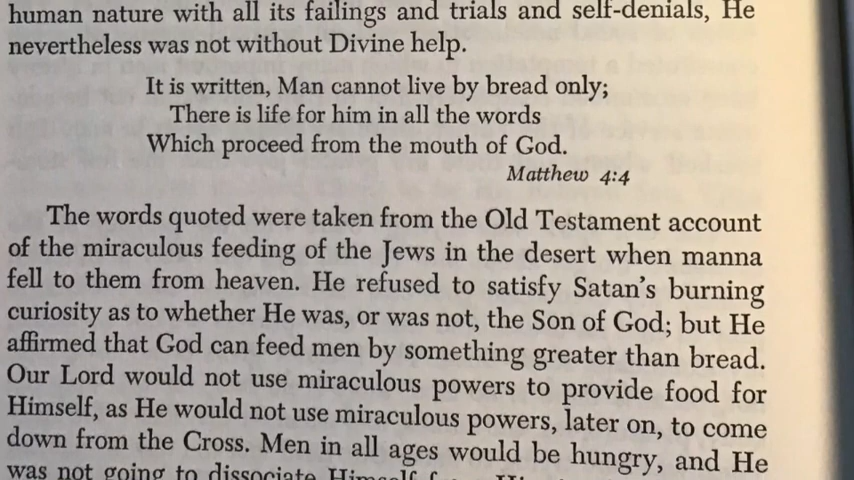 human nature with all its failings and trials and self-denials, He
nevertheless was not without Divine help.
It is written, Man cannot live by bread only;
There is life for him in all the words
Which proceed from the mouth of God.
Matthew 4:4
The words quoted were taken from the Old Testament account
of the miraculous feeding of the Jews in the desert when manna
fell to them from heaven. He refused to satisfy Satan's burning
curiosity as to whether He was, or was not, the Son of God; but He
affirmed that God can feed men by something greater than bread.
Our Lord would not use miraculous powers to provide food for
Himself, as He would not use miraculous powers, later on, to come
down from the Cross. Men in all ages would be hungry, and He
was not going to dissociate Himself